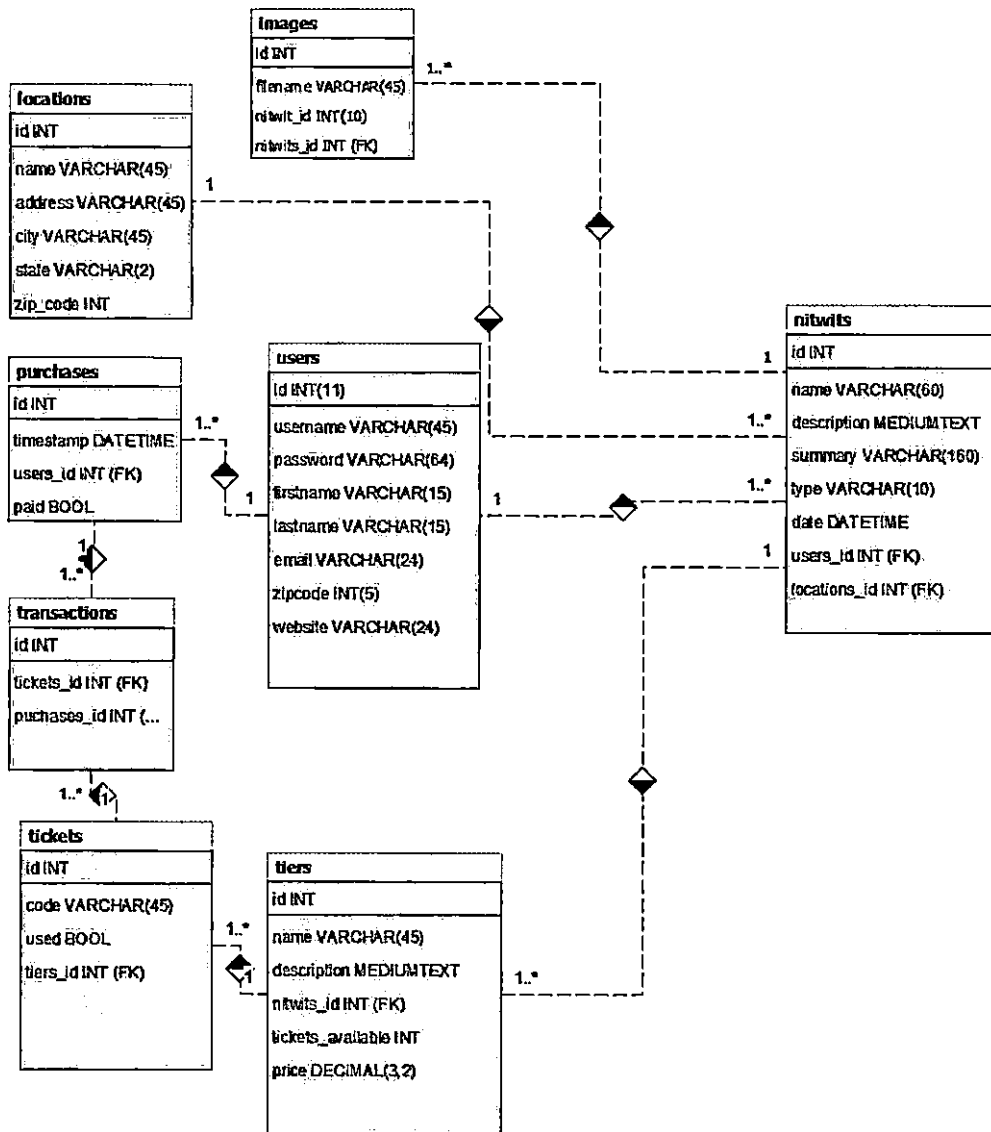 images
id INT
filename VARCHAR(45)
nitwit_id INT(10)
nitwits_id INT (FK)
1..*
locations
id INT
name VARCHAR(45)
address VARCHAR(45)
city VARCHAR(45)
state VARCHAR(2)
zip_code INT
1
nitwits
id INT
name VARCHAR(60)
description MEDIUMTEXT
summary VARCHAR(160)
type VARCHAR(10)
date DATETIME
users_id INT (FK)
locations_id INT (FK)
1
1..*
1..*
1
purchases
id INT
timestamp DATETIME
users_id INT (FK)
paid BOOL
1..*
1
users
id INT(11)
username VARCHAR(45)
password VARCHAR(64)
firstname VARCHAR(15)
lastname VARCHAR(15)
email VARCHAR(24)
zipcode INT(5)
website VARCHAR(24)
1
1
1..*
transactions
id INT
tickets_id INT (FK)
puchases_id INT (...
1..*
1
tickets
id INT
code VARCHAR(45)
used BOOL
tiers_id INT (FK)
1..*
1
tiers
id INT
name VARCHAR(45)
description MEDIUMTEXT
nitwits_id INT (FK)
tickets_available INT
price DECIMAL(3,2)
1..*